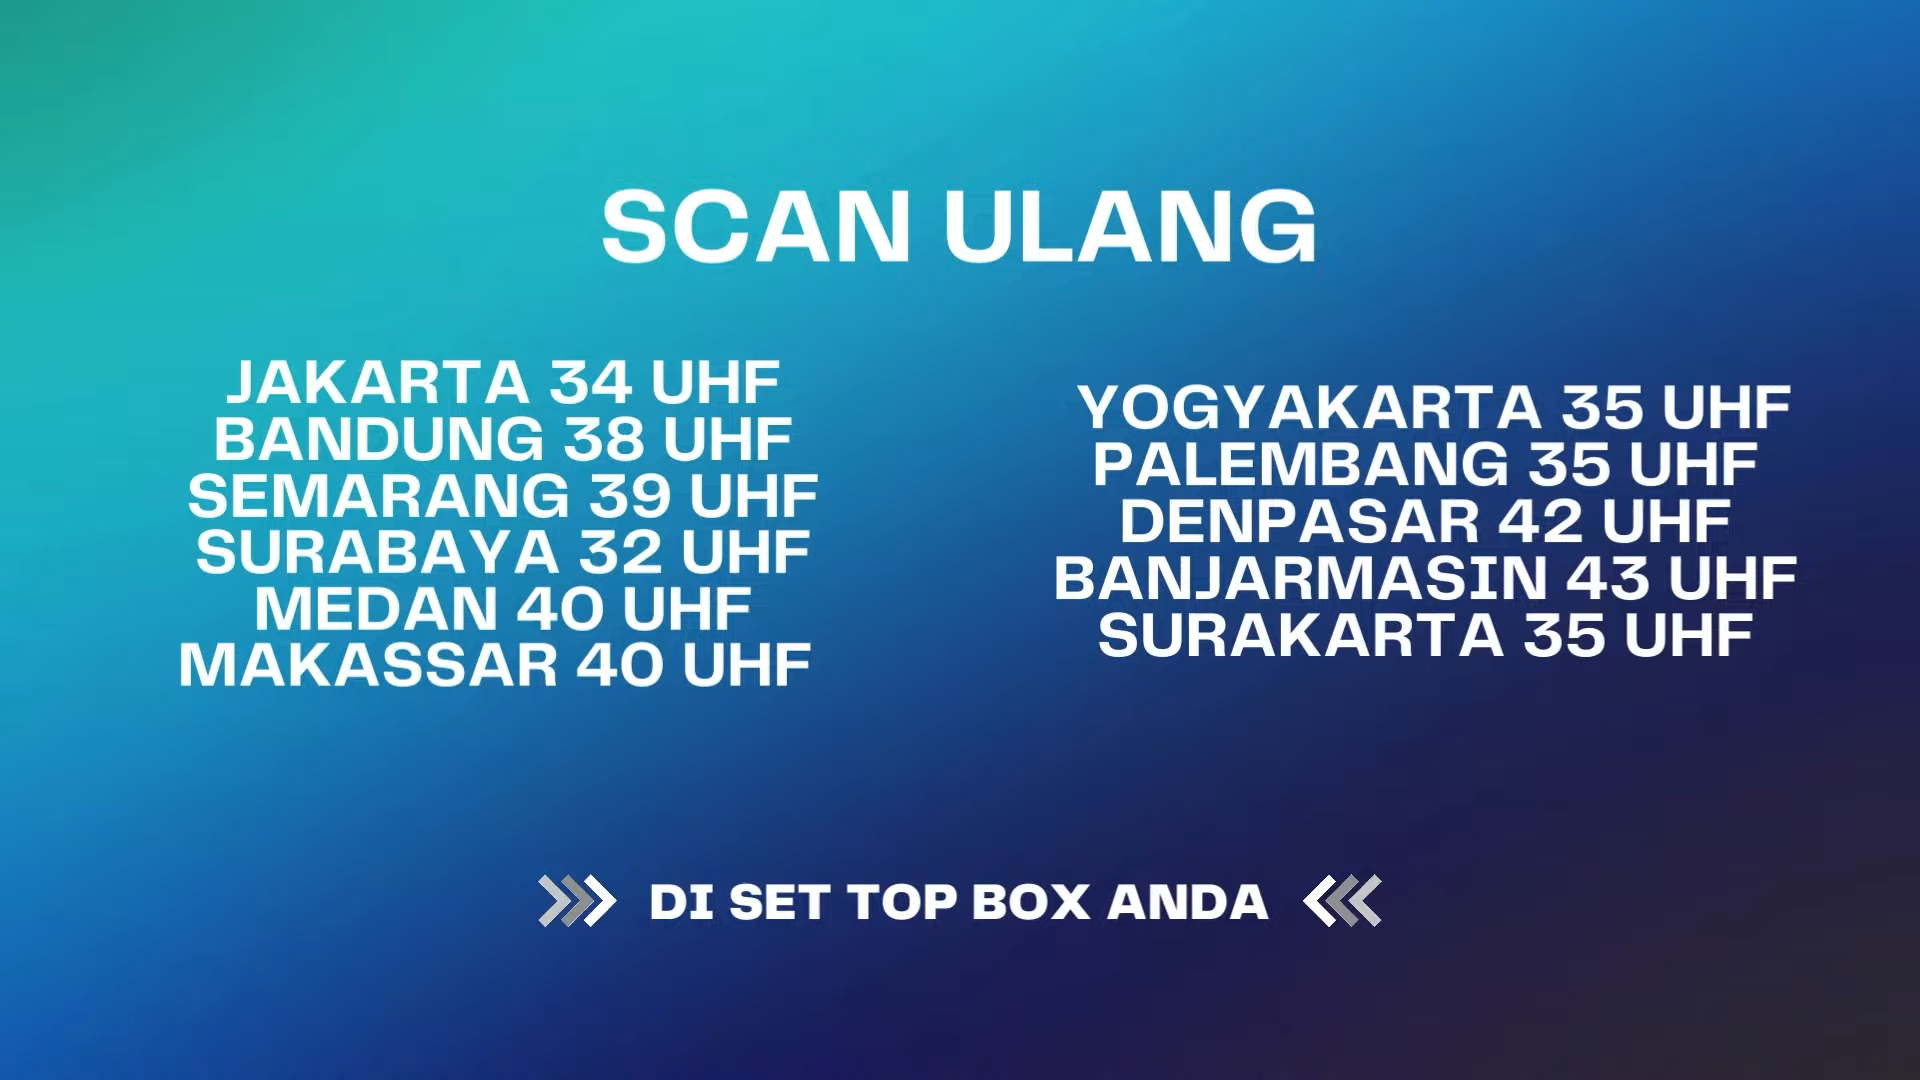 SCAN ULANG
JAKARTA 34 UHF
BANDUNG 38 UHF
SEMARANG 39 UHF
SURABAYA 32 UHF
MEDAN 40 UHF
MAKASSAR 40 UHF
YOGYAKARTA 35 UHF
PALEMBANG 35 UHF
DENPASAR 42 UHF
BANJARMASIN 43 UHF
SURAKARTA 35 UHF
DI SET TOP BOX ANDA